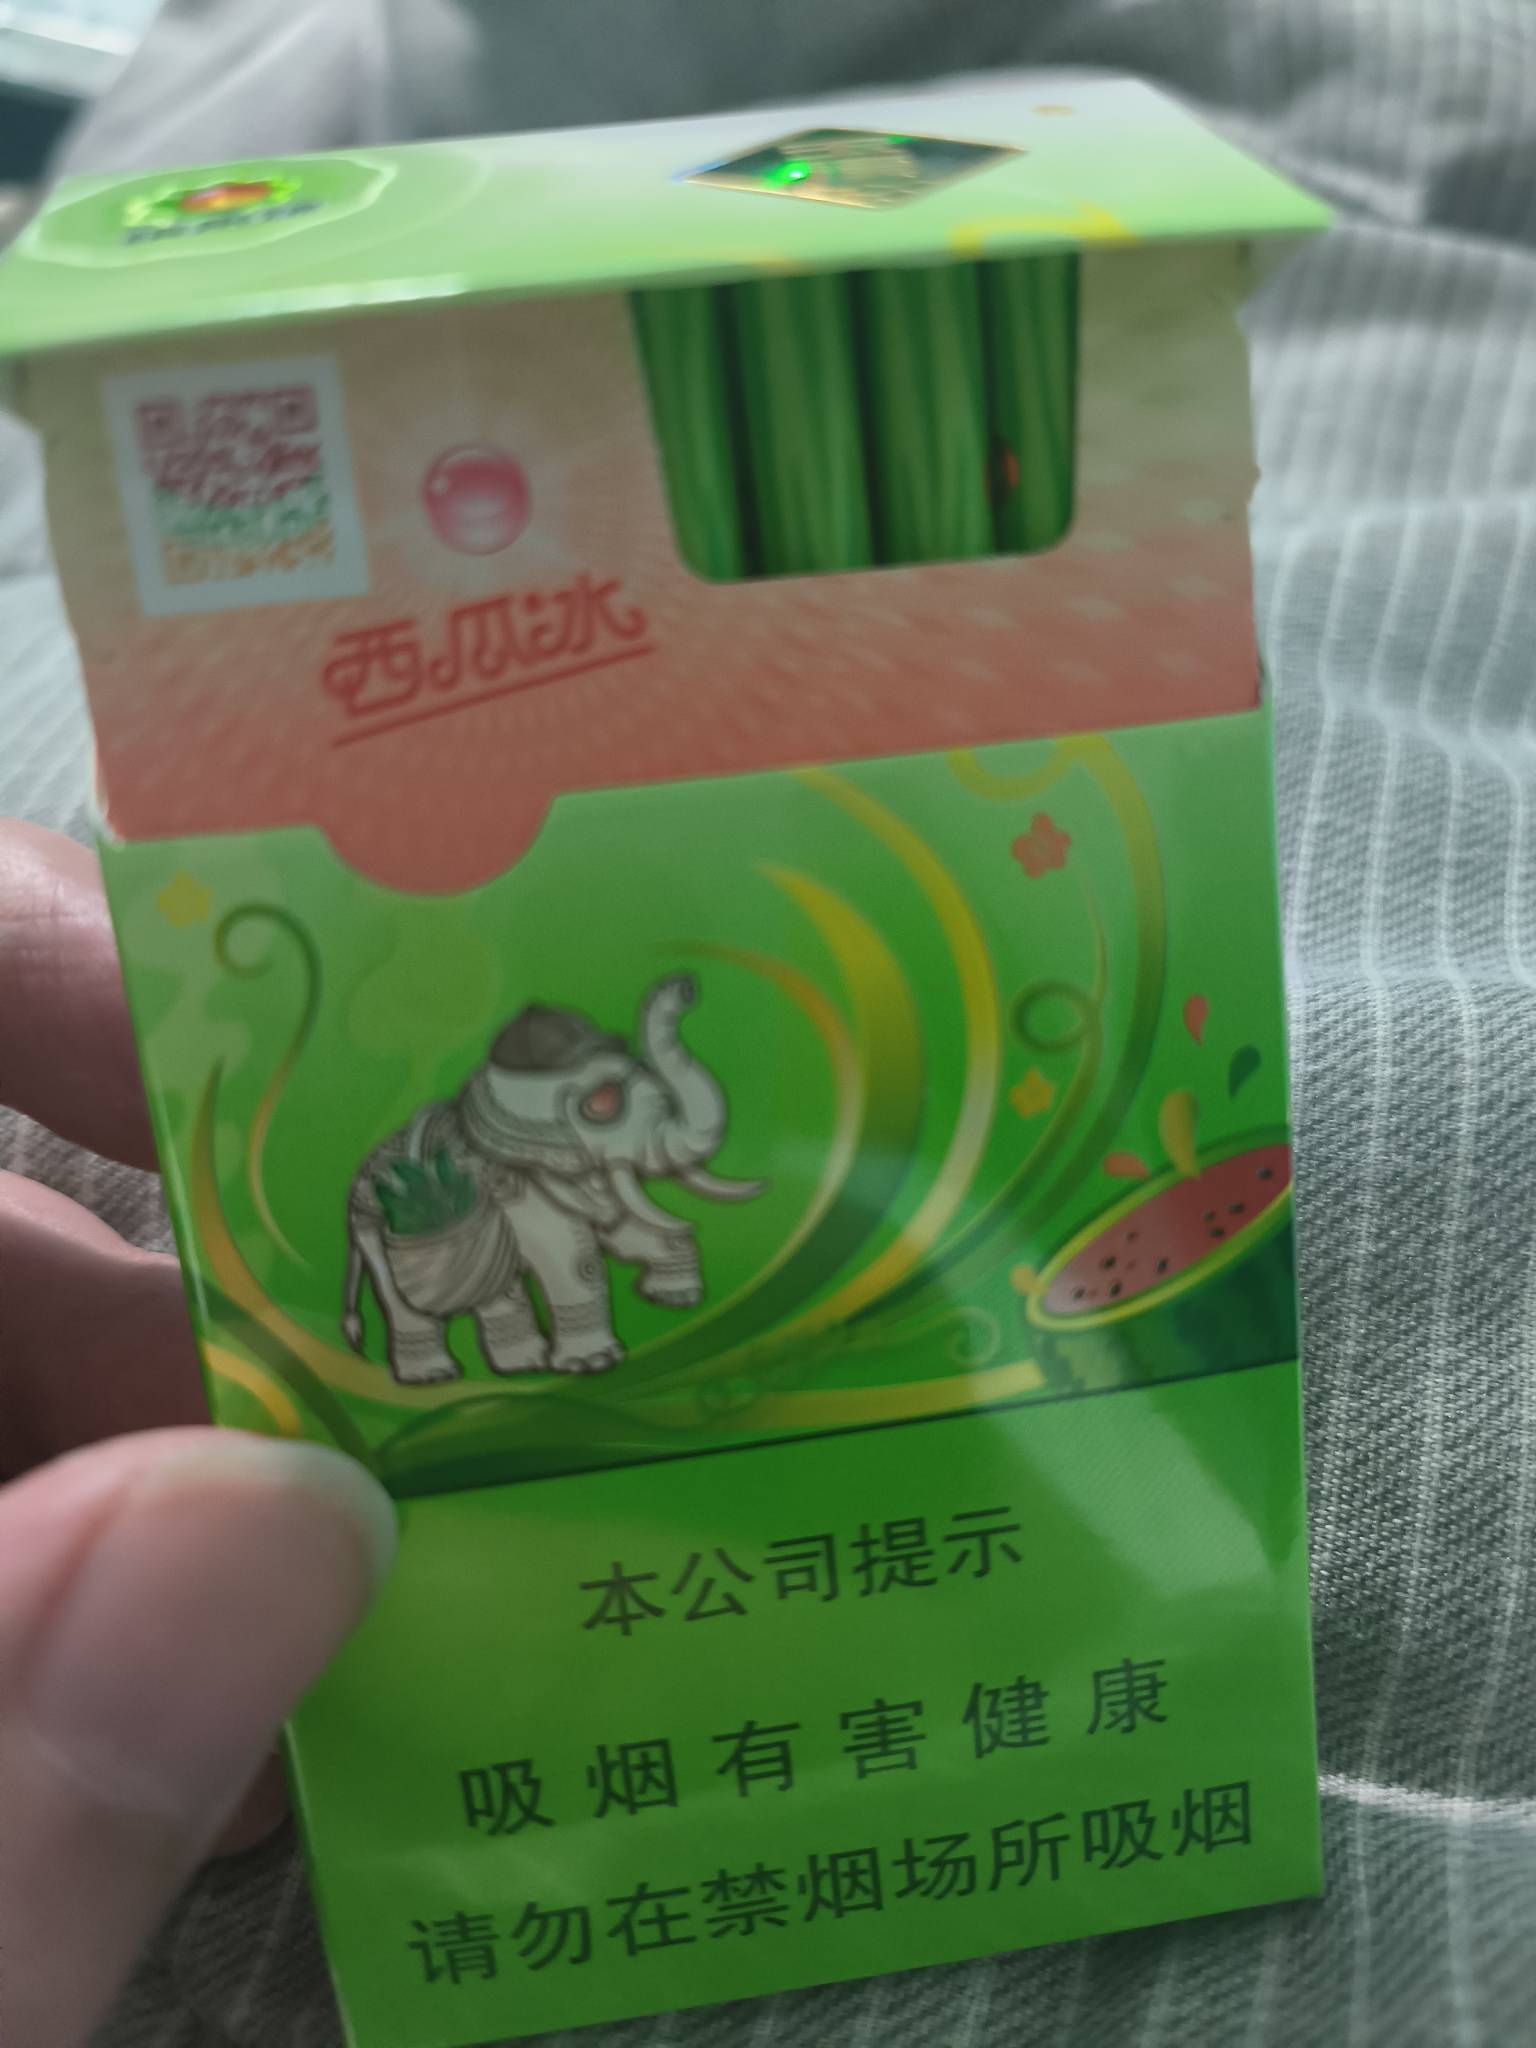 西瓜冰
本公司提示
吸烟有害健康
请勿在禁烟场所吸烟